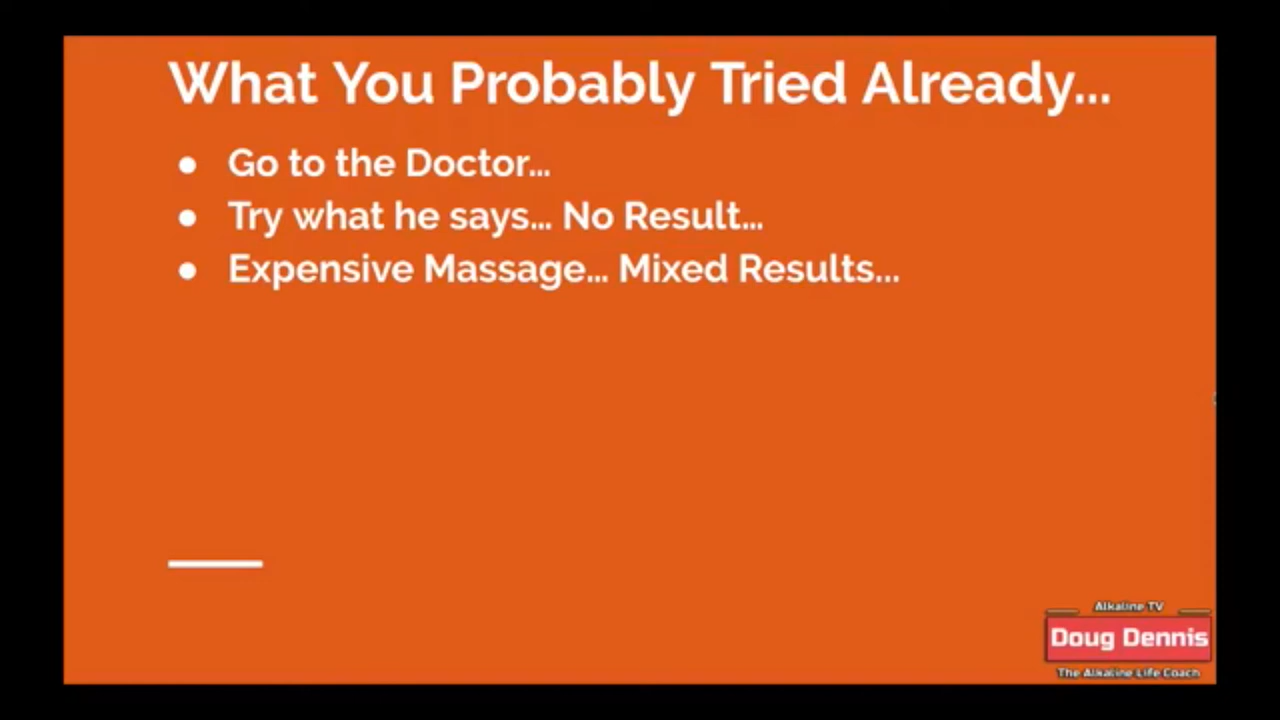 What You Probably Tried Already...
● Go to the Doctor...
● Try what he says... No Result...
● Expensive Massage... Mixed Results...
Alkaline TV
Doug Dennis
The Alkaline Life Coach